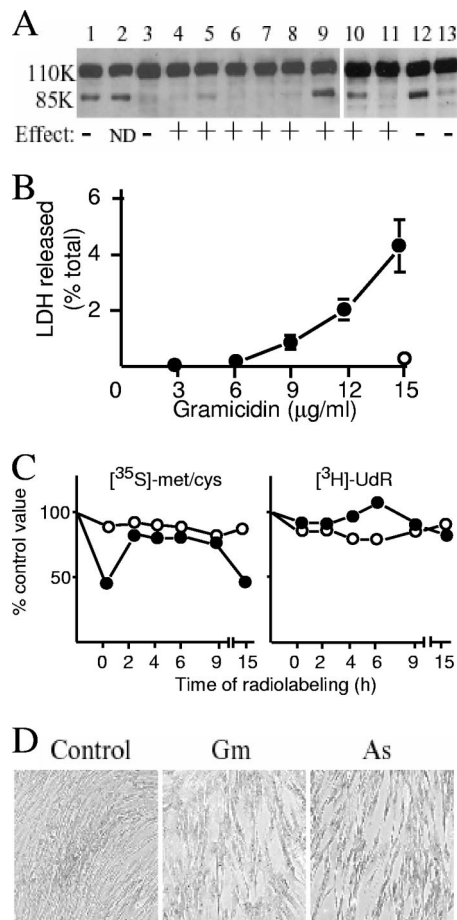 A
1 2 3 4 5 6 7 8 9 10 11 12 13
110K
85K
Effect: - ND - + + + + + + + + - -
B
6
4
2
LDH released
(% total)
0 3 6 9 12 15
Gramicidin (µg/ml)
C
[35S]-met/cys [3H]-UdR
100
50
% control value
0 2 4 6 9 15 0 2 4 6 9 15
Time of radiolabeling (h)
D
Control Gm As